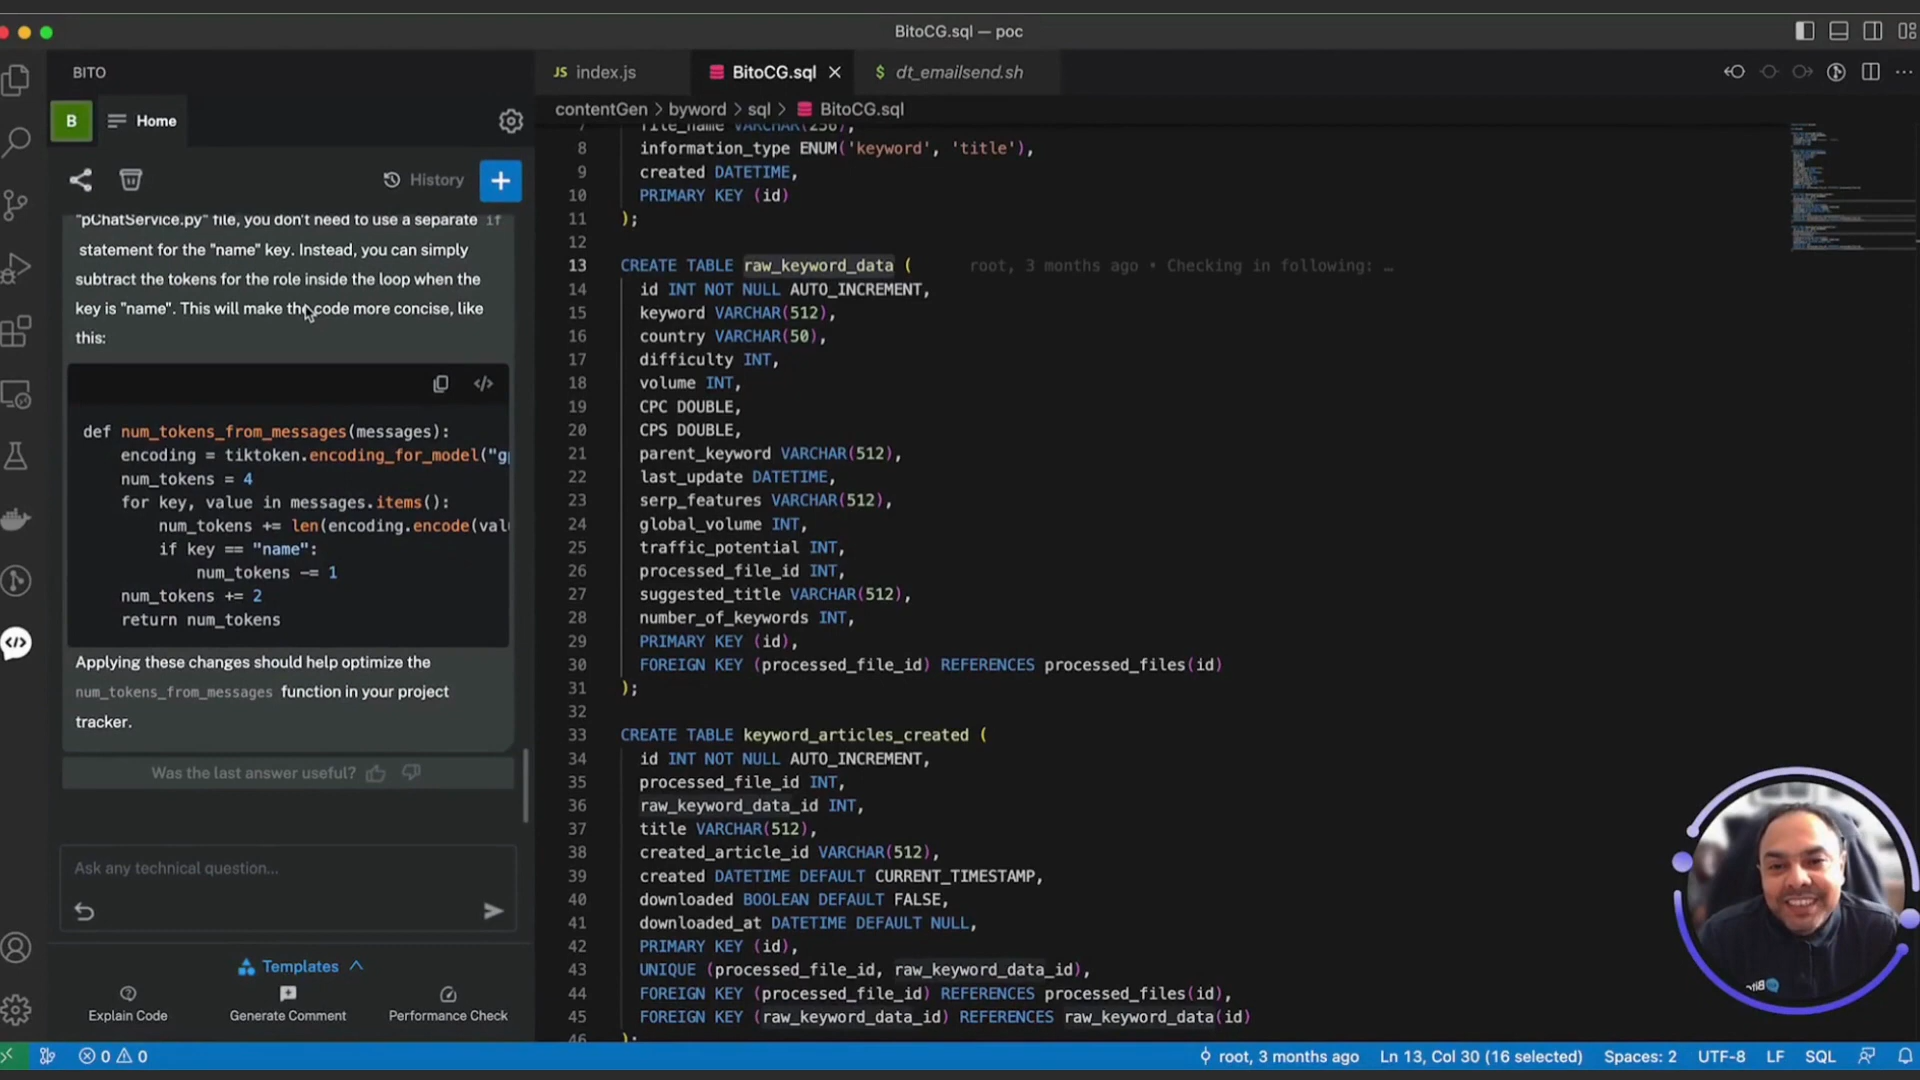 BitoCG.sql — poc
BITO
JS index.js
BitoCG.sql
$ dt_emailsend.sh
contentGen > byword > sql > BitoCG.sql
B
Home
History
"pChatService.py" file, you don't need to use a separate if
statement for the "name" key. Instead, you can simply
subtract the tokens for the role inside the loop when the
key is "name". This will make the code more concise, like
this:
def num_tokens_from_messages(messages):
encoding = tiktoken.encoding_for_model("g
num_tokens = 4
for key, value in messages.items():
num_tokens += len(encoding.encode(val
if key == "name":
num_tokens -= 1
num_tokens += 2
return num_tokens
Applying these changes should help optimize the
num_tokens_from_messages function in your project
tracker.
Was the last answer useful?
Ask any technical question...
Templates
Explain Code
Generate Comment
Performance Check
7 file_name VARCHAR(256),
8 information_type ENUM('keyword', 'title'),
9 created DATETIME,
10 PRIMARY KEY (id)
11 );
12
13 CREATE TABLE raw_keyword_data ( root, 3 months ago • Checking in following: …
14 id INT NOT NULL AUTO_INCREMENT,
15 keyword VARCHAR(512),
16 country VARCHAR(50),
17 difficulty INT,
18 volume INT,
19 CPC DOUBLE,
20 CPS DOUBLE,
21 parent_keyword VARCHAR(512),
22 last_update DATETIME,
23 serp_features VARCHAR(512),
24 global_volume INT,
25 traffic_potential INT,
26 processed_file_id INT,
27 suggested_title VARCHAR(512),
28 number_of_keywords INT,
29 PRIMARY KEY (id),
30 FOREIGN KEY (processed_file_id) REFERENCES processed_files(id)
31 );
32
33 CREATE TABLE keyword_articles_created (
34 id INT NOT NULL AUTO_INCREMENT,
35 processed_file_id INT,
36 raw_keyword_data_id INT,
37 title VARCHAR(512),
38 created_article_id VARCHAR(512),
39 created DATETIME DEFAULT CURRENT_TIMESTAMP,
40 downloaded BOOLEAN DEFAULT FALSE,
41 downloaded_at DATETIME DEFAULT NULL,
42 PRIMARY KEY (id),
43 UNIQUE (processed_file_id, raw_keyword_data_id),
44 FOREIGN KEY (processed_file_id) REFERENCES processed_files(id),
45 FOREIGN KEY (raw_keyword_data_id) REFERENCES raw_keyword_data(id)
46 );
0 0
root, 3 months ago
Ln 13, Col 30 (16 selected)
Spaces: 2
UTF-8
LF
SQL